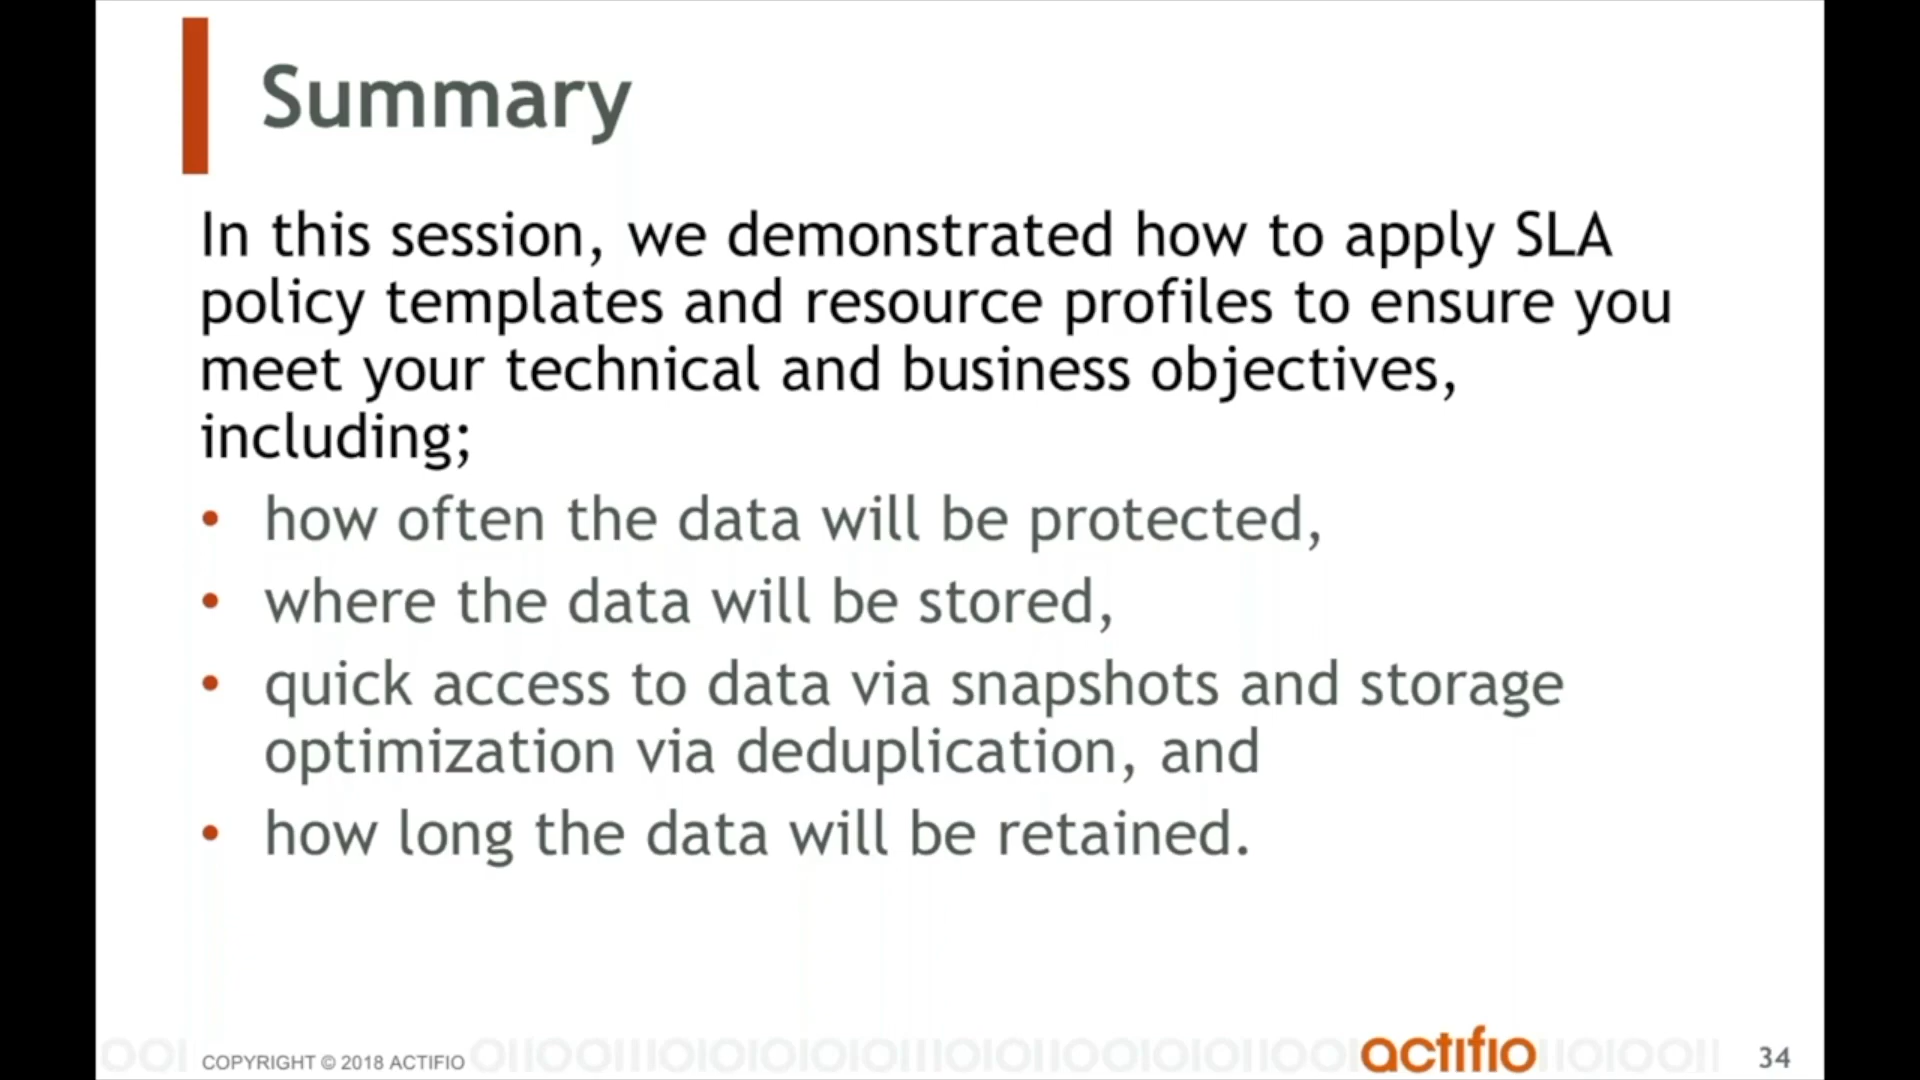 Summary
In this session, we demonstrated how to apply SLA
policy templates and resource profiles to ensure you
meet your technical and business objectives,
including;
• how often the data will be protected,
• where the data will be stored,
• quick access to data via snapshots and storage
optimization via deduplication, and
• how long the data will be retained.
COPYRIGHT © 2018 ACTIFIO
actifio
34